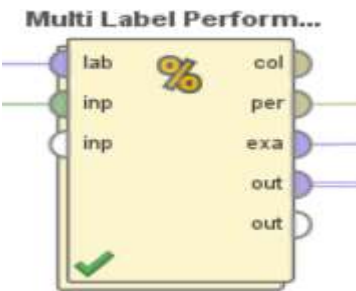 Multi Label Perform...
lab col
inp per
inp exa
out
out